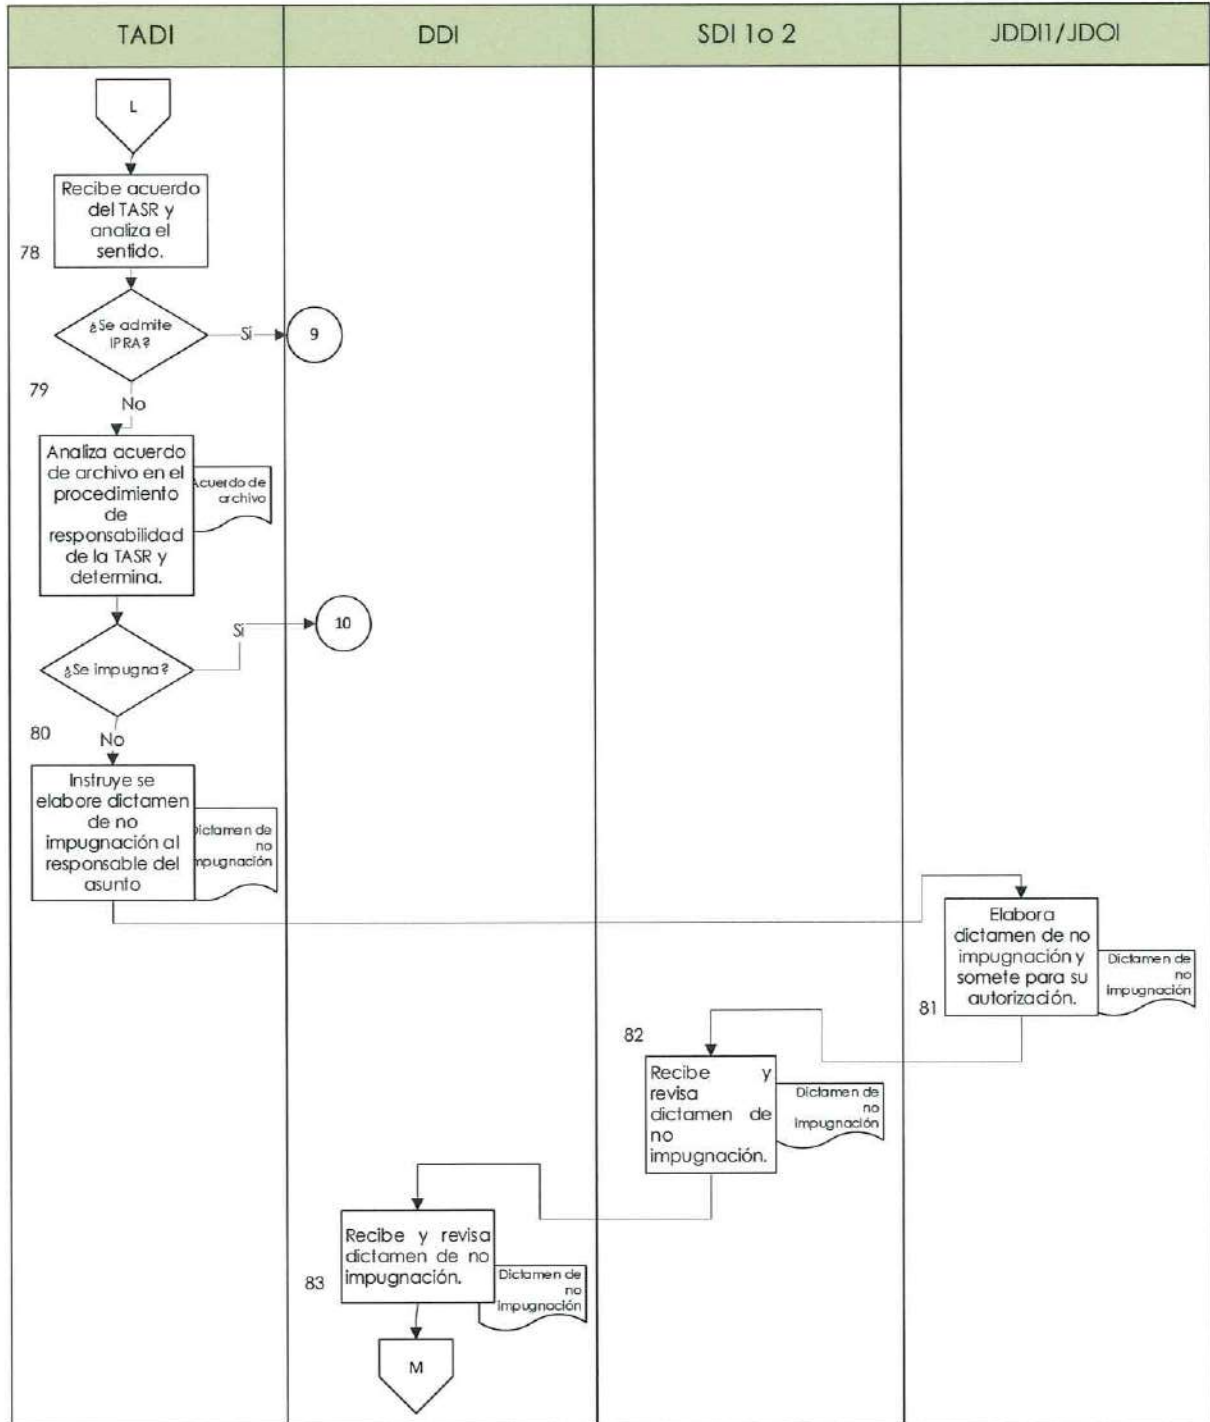 TADI
DDI
SDI 1o 2
JDDI1/JDOI
L
Recibe acuerdo
del TASR y
analiza el
sentido.
78
¿Se admite
IPRA?
Si
9
79
No
Analiza acuerdo
de archivo en el
procedimiento
de
responsabilidad
de la TASR y
determina.
Acuerdo de
archivo
Si
10
¿Se impugna?
80
No
Instruye se
elabore dictamen
de no
impugnación al
responsable del
asunto
ictamen de
no
mpugnación
Elabora
dictamen de no
impugnación y
somete para su
autorización.
Dictamen de
no
impugnación
81
82
Recibe y
revisa
dictamen de
no
impugnación.
Dictamen de
no
impugnación
Recibe y revisa
dictamen de no
impugnación.
83
Dictamen de
no
impugnación
M